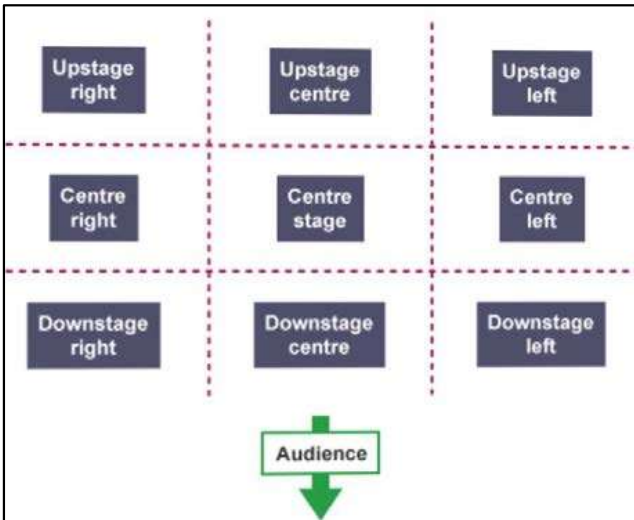 Upstage
right
Upstage
centre
Upstage
left
Centre
right
Centre
stage
Centre
left
Downstage
right
Downstage
centre
Downstage
left
Audience